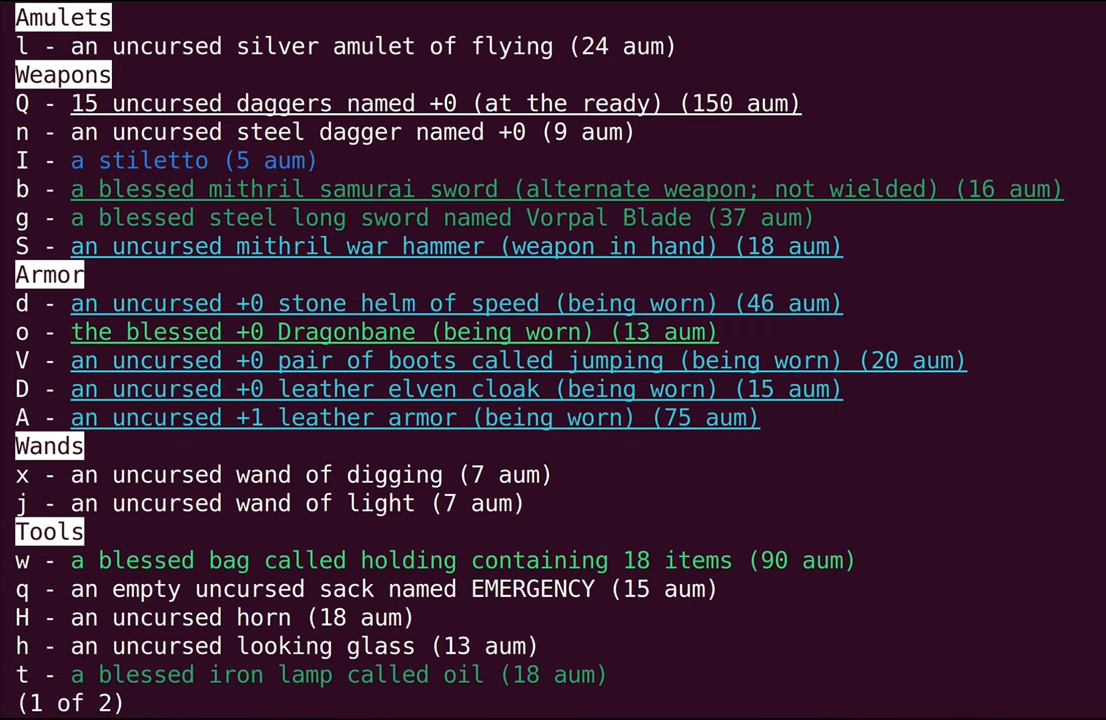 Amulets
l - an uncursed silver amulet of flying (24 aum)
Weapons
Q - 15 uncursed daggers named +0 (at the ready) (150 aum)
n - an uncursed steel dagger named +0 (9 aum)
I - a stiletto (5 aum)
b - a blessed mithril samurai sword (alternate weapon; not wielded) (16 aum)
g - a blessed steel long sword named Vorpal Blade (37 aum)
S - an uncursed mithril war hammer (weapon in hand) (18 aum)
Armor
d - an uncursed +0 stone helm of speed (being worn) (46 aum)
o - the blessed +0 Dragonbane (being worn) (13 aum)
V - an uncursed +0 pair of boots called jumping (being worn) (20 aum)
D - an uncursed +0 leather elven cloak (being worn) (15 aum)
A - an uncursed +1 leather armor (being worn) (75 aum)
Wands
x - an uncursed wand of digging (7 aum)
j - an uncursed wand of light (7 aum)
Tools
w - a blessed bag called holding containing 18 items (90 aum)
q - an empty uncursed sack named EMERGENCY (15 aum)
H - an uncursed horn (18 aum)
h - an uncursed looking glass (13 aum)
t - a blessed iron lamp called oil (18 aum)
(1 of 2)